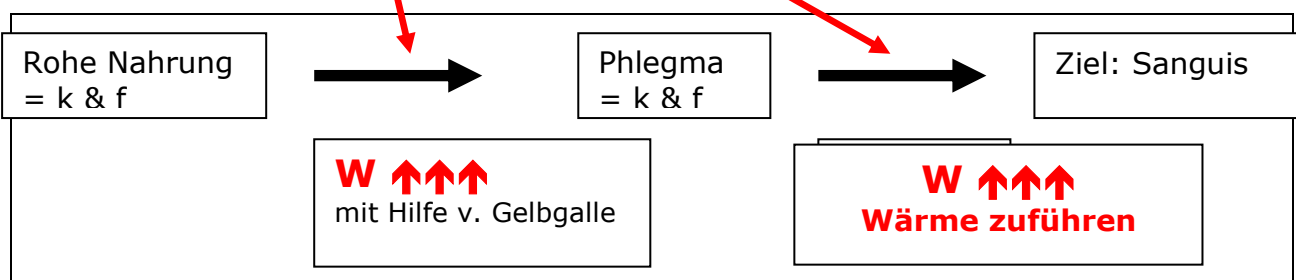 Rohe Nahrung
= k & f
Phlegma
= k & f
Ziel: Sanguis
W ↑↑↑
mit Hilfe v. Gelbgalle
W ↑↑↑
Wärme zuführen